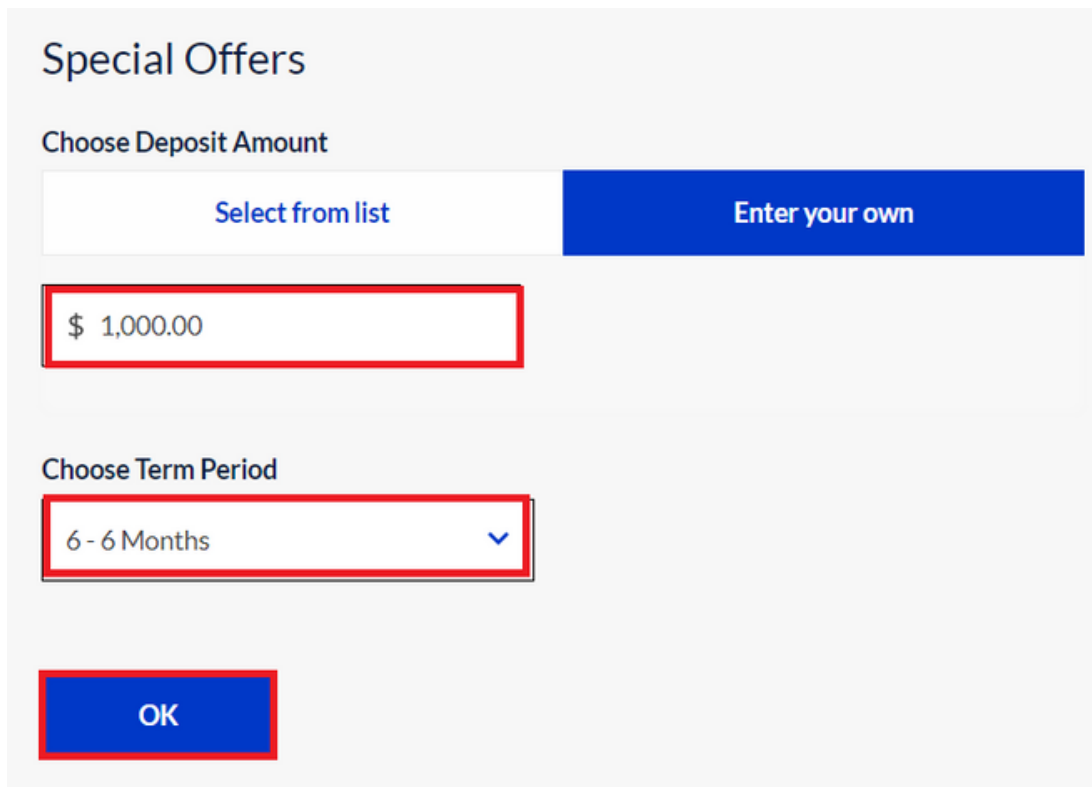 Special Offers
Choose Deposit Amount
Select from list
Enter your own
$ 1,000.00
Choose Term Period
6 - 6 Months
OK